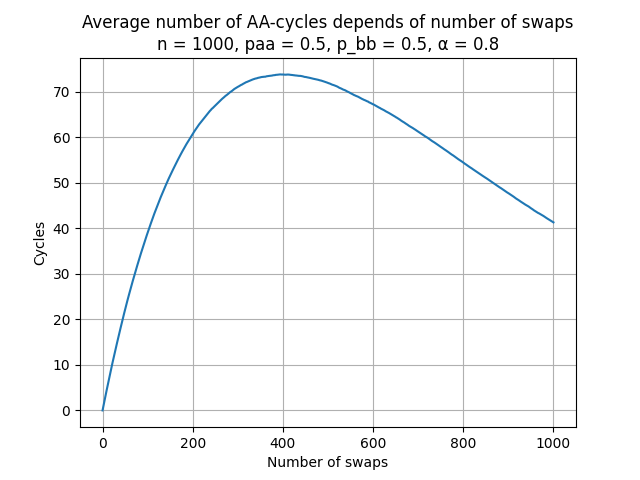 Average number of AA-cycles depends of number of swaps
n = 1000, paa = 0.5, p_bb = 0.5, α = 0.8
70
60
50
40
30
20
10
0
Cycles
0 200 400 600 800 1000
Number of swaps